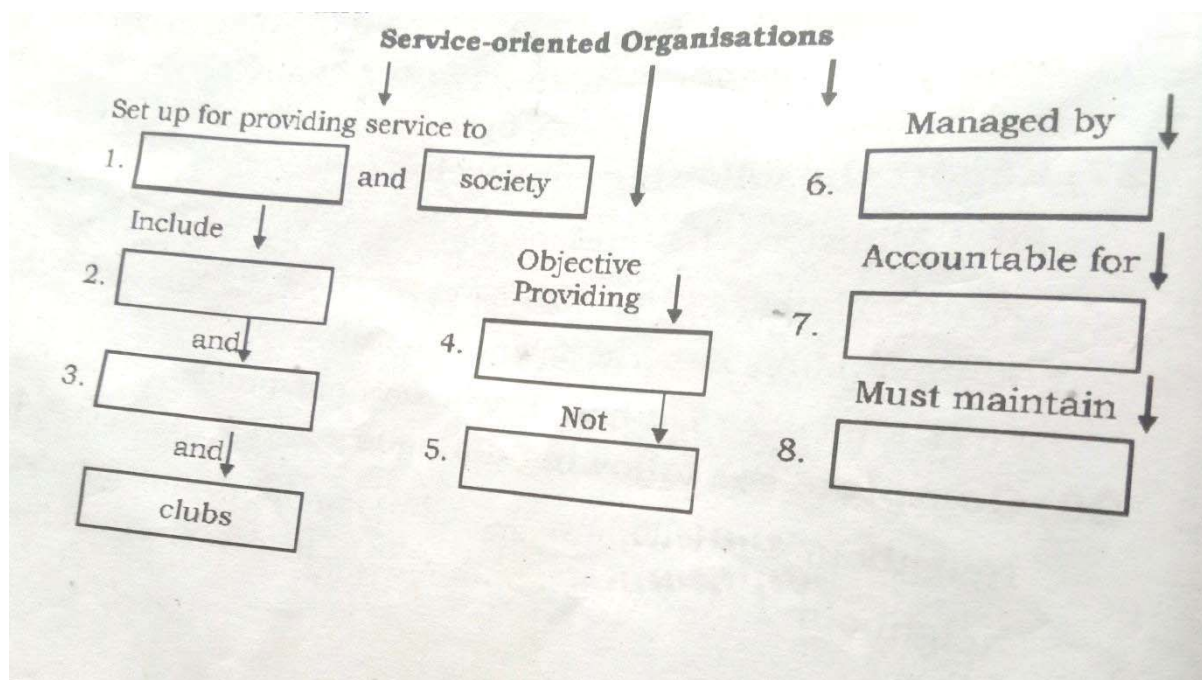 Service-oriented Organisations
Set up for providing service to
1.
and
society
Include
2.
and
3.
and
clubs
Objective
Providing
4.
Not
5.
Managed by
6.
Accountable for
7.
Must maintain
8.